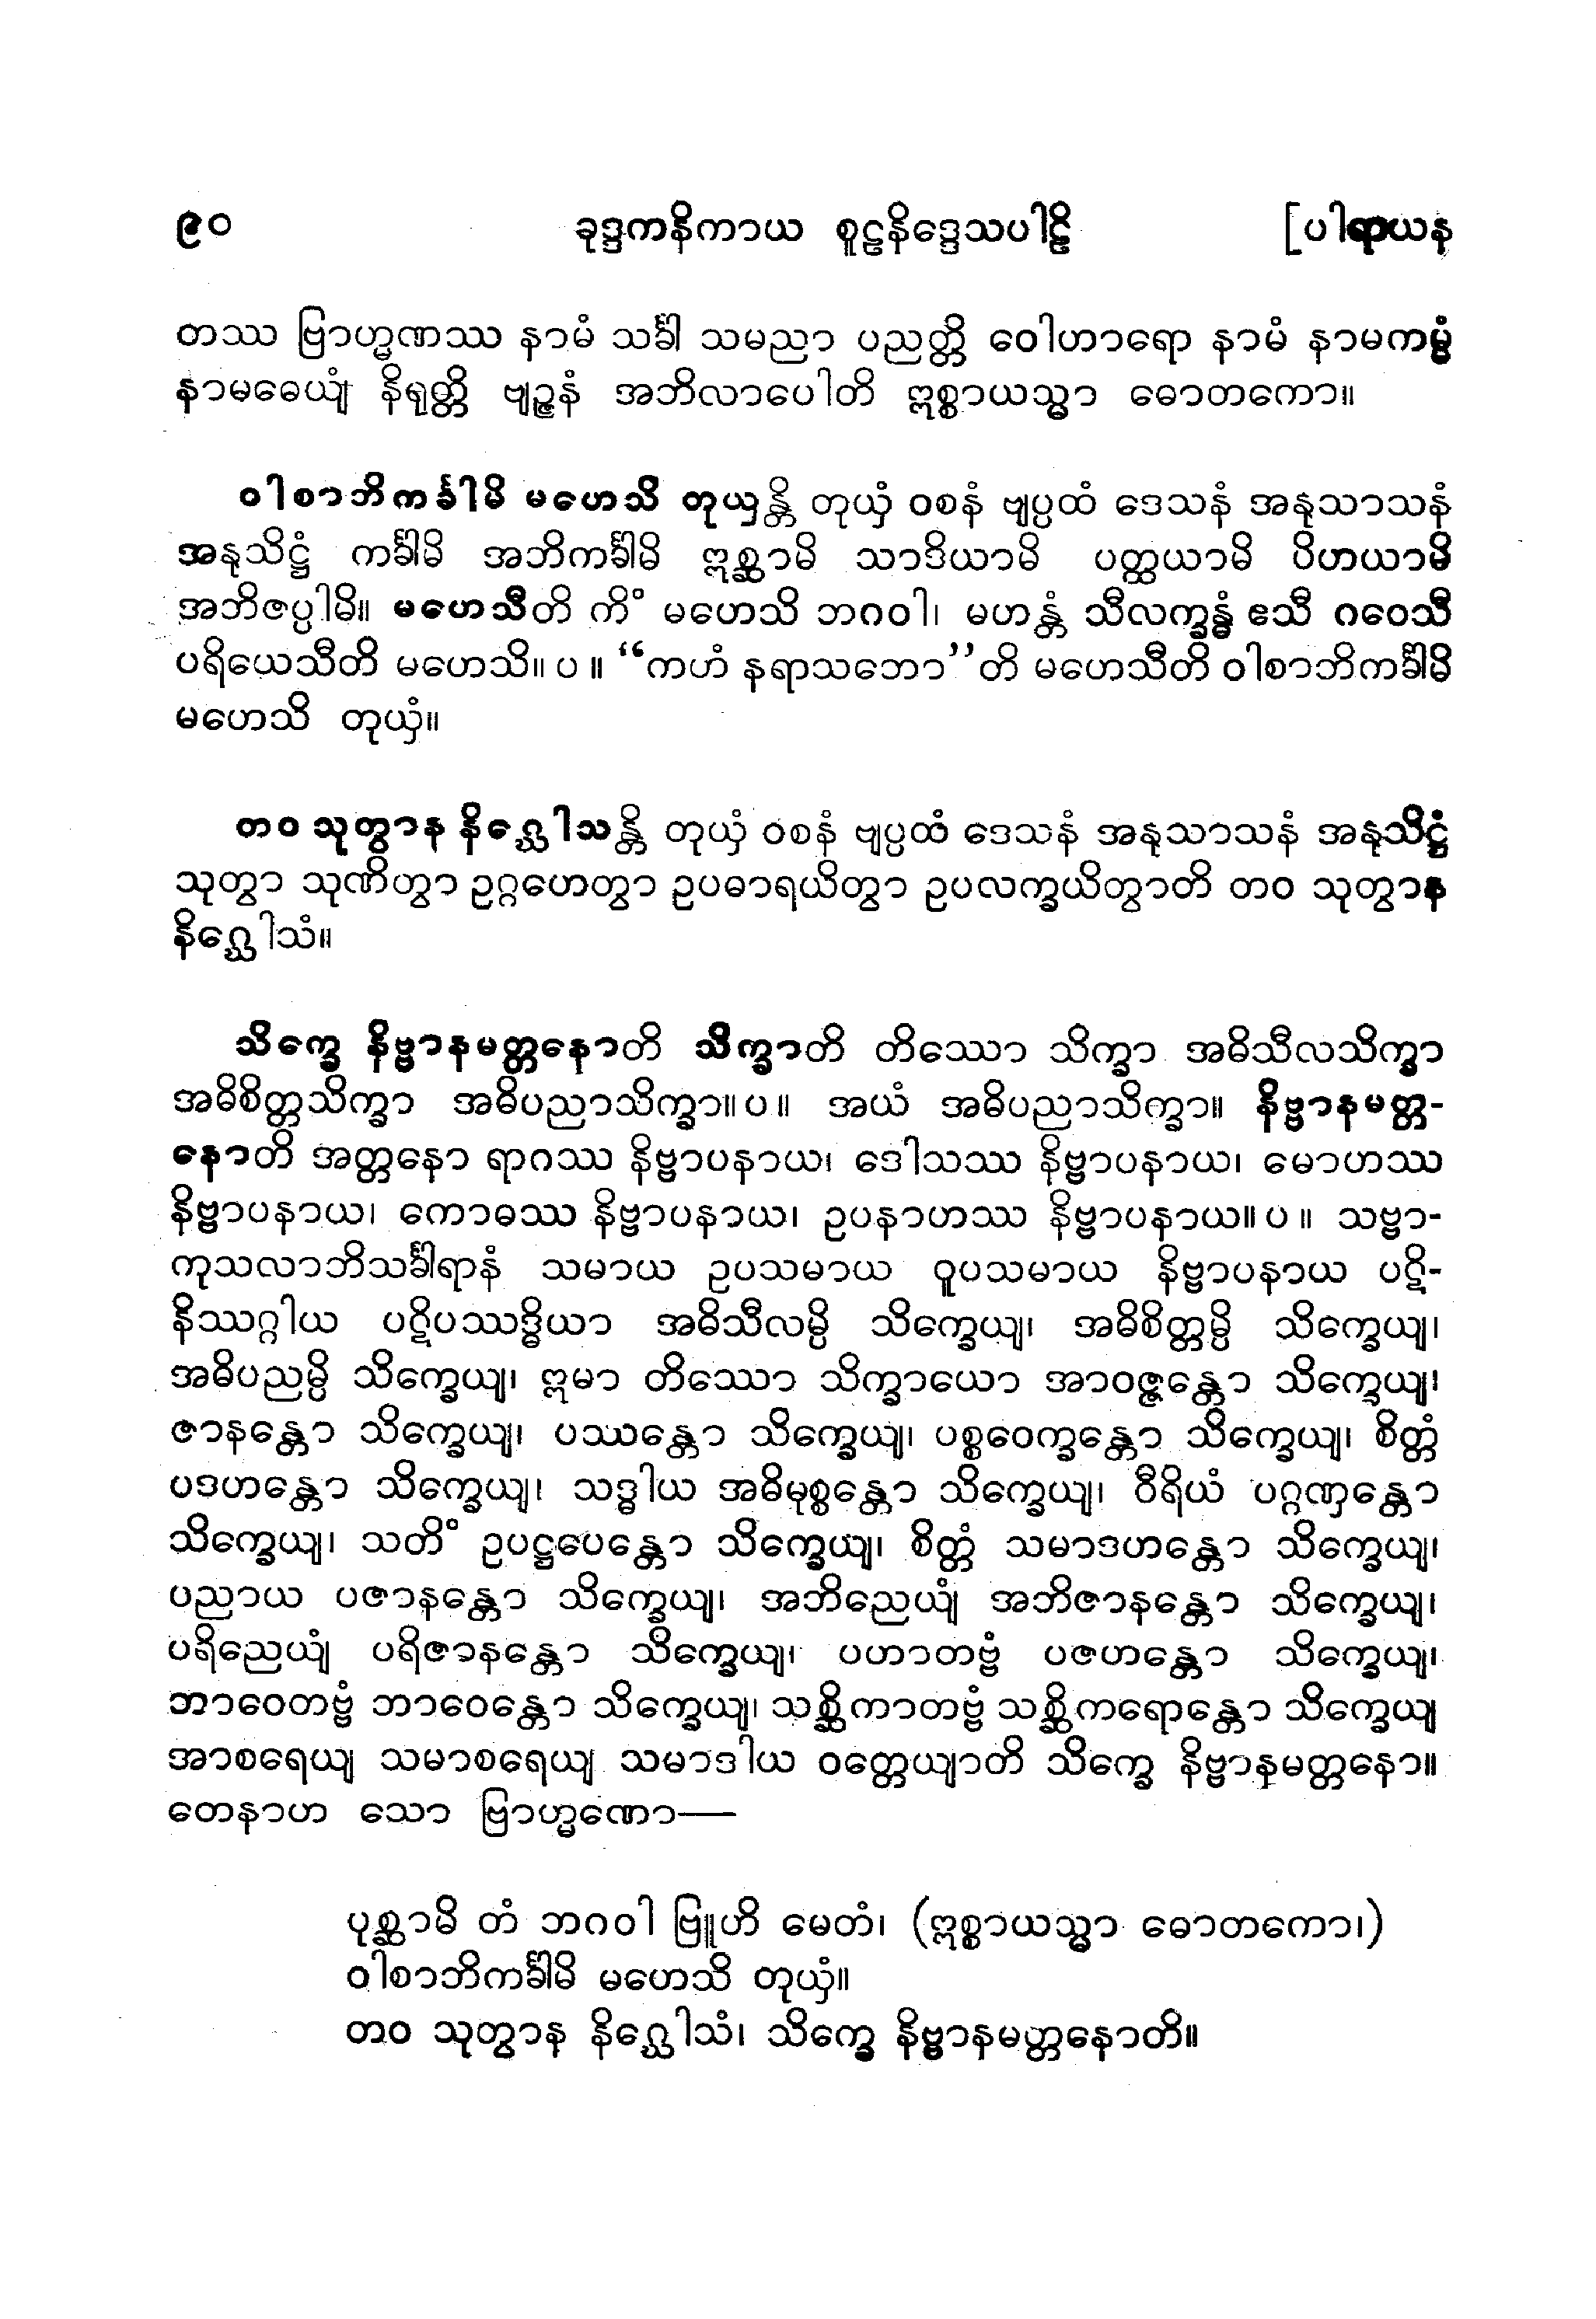 ၉၀ ခုဒ္ဒကနိကာယ စူဠနိဒ္ဒေသပါဠိ [ပါရာယန
တဿ ဗြာဟ္မဏဿ နာမံ သင်္ခါ သမညာ ပညတ္တိ ဝေါဟာရော နာမံ နာမကမ္မံ
နာမဓေယျံ နိရုတ္တိ ဗျဉ္ဇနံ အဘိလာပေါတိ ဣစ္စာယသ္မာ ဓောတကော။
ဝါစာဘိကင်္ခါမိ မဟေသိ တုယှန္တိ တုယှံ ဝစနံ ဗျပ္ပထံ ဒေသနံ အနုသာသနံ
အနုသိဋ္ဌံ ကင်္ခါမိ အဘိကင်္ခါမိ ဣစ္ဆာမိ သာဒိယာမိ ပတ္ထယာမိ ပိဟယာမိ
အဘိဇပ္ပါမိ။ မဟေသီတိ ကိံ မဟေသိ ဘဂဝါ၊ မဟန္တံ သီလက္ခန္ဓံ ဧသီ ဂဝေသီ
ပရိယေသီတိ မဟေသိ။ ပ ။ “ကဟံ နရာသဘော”တိ မဟေသီတိ ဝါစာဘိကင်္ခါမိ
မဟေသိ တုယှံ။
တဝ သုတွာန နိဂ္ဃေါသန္တိ တုယှံ ဝစနံ ဗျပ္ပထံ ဒေသနံ အနုသာသနံ အနုသိဋ္ဌံ
သုတွာ သုဏိတွာ ဥဂ္ဂဟေတွာ ဥပဓာရယိတွာ ဥပလက္ခယိတွာတိ တဝ သုတွာန
နိဂ္ဃေါသံ။
သိက္ခေ နိဗ္ဗာနမတ္တနောတိ သိက္ခာတိ တိဿော သိက္ခာ အဓိသီလသိက္ခာ
အဓိစိတ္တသိက္ခာ အဓိပညာသိက္ခာ။ ပ ။ အယံ အဓိပညာသိက္ခာ။ နိဗ္ဗာနမတ္တ-
နောတိ အတ္တနော ရာဂဿ နိဗ္ဗာပနာယ၊ ဒေါသဿ နိဗ္ဗာပနာယ၊ မောဟဿ
နိဗ္ဗာပနာယ၊ ကောဓဿ နိဗ္ဗာပနာယ၊ ဥပနာဟဿ နိဗ္ဗာပနာယ။ ပ ။ သဗ္ဗာ-
ကုသလာဘိသင်္ခါရာနံ သမာယ ဥပသမာယ ဝူပသမာယ နိဗ္ဗာပနာယ ပဋိ-
နိဿဂ္ဂါယ ပဋိပဿဒ္ဓိယာ အဓိသီလမ္ပိ သိက္ခေယျ၊ အဓိစိတ္တမ္ပိ သိက္ခေယျ၊
အဓိပညမ္ပိ သိက္ခေယျ၊ ဣမာ တိဿော သိက္ခာယော အာဝဇ္ဇန္တော သိက္ခေယျ၊
ဇာနန္တော သိက္ခေယျ၊ ပဿန္တော သိက္ခေယျ၊ ပစ္စဝေက္ခန္တော သိက္ခေယျ၊ စိတ္တံ
ပဒဟန္တော သိက္ခေယျ၊ သဒ္ဓါယ အဓိမုစ္စန္တော သိက္ခေယျ၊ ဝီရိယံ ပဂ္ဂဏှန္တော
သိက္ခေယျ၊ သတိံ ဥပဋ္ဌပေန္တော သိက္ခေယျ၊ စိတ္တံ သမာဒဟန္တော သိက္ခေယျ၊
ပညာယ ပဇာနန္တော သိက္ခေယျ၊ အဘိညေယျံ အဘိဇာနန္တော သိက္ခေယျ၊
ပရိညေယျံ ပရိဇာနန္တော သိက္ခေယျ၊ ပဟာတဗ္ဗံ ပဇဟန္တော သိက္ခေယျ၊
ဘာဝေတဗ္ဗံ ဘာဝေန္တော သိက္ခေယျ၊ သစ္ဆိကာတဗ္ဗံ သစ္ဆိကရောန္တော သိက္ခေယျ
အာစရေယျ သမာစရေယျ သမာဒါယ ဝတ္တေယျာတိ သိက္ခေ နိဗ္ဗာနမတ္တနော။
တေနာဟ သော ဗြာဟ္မဏော—
ပုစ္ဆာမိ တံ ဘဂဝါ ဗြူဟိ မေတံ၊ (ဣစ္စာယသ္မာ ဓောတကော၊)
ဝါစာဘိကင်္ခါမိ မဟေသိ တုယှံ။
တဝ သုတွာန နိဂ္ဃေါသံ၊ သိက္ခေ နိဗ္ဗာနမတ္တနောတိ။